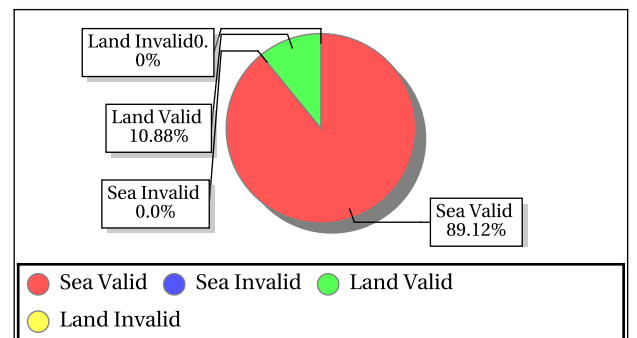 Land Invalid0.
0%
Land Valid
10.88%
Sea Invalid
0.0%
Sea Valid
89.12%
Sea Valid Sea Invalid Land Valid
Land Invalid